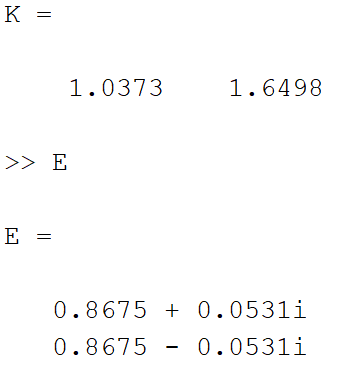 K =
1.0373 1.6498
>> E
E =
0.8675 + 0.0531i
0.8675 - 0.0531i